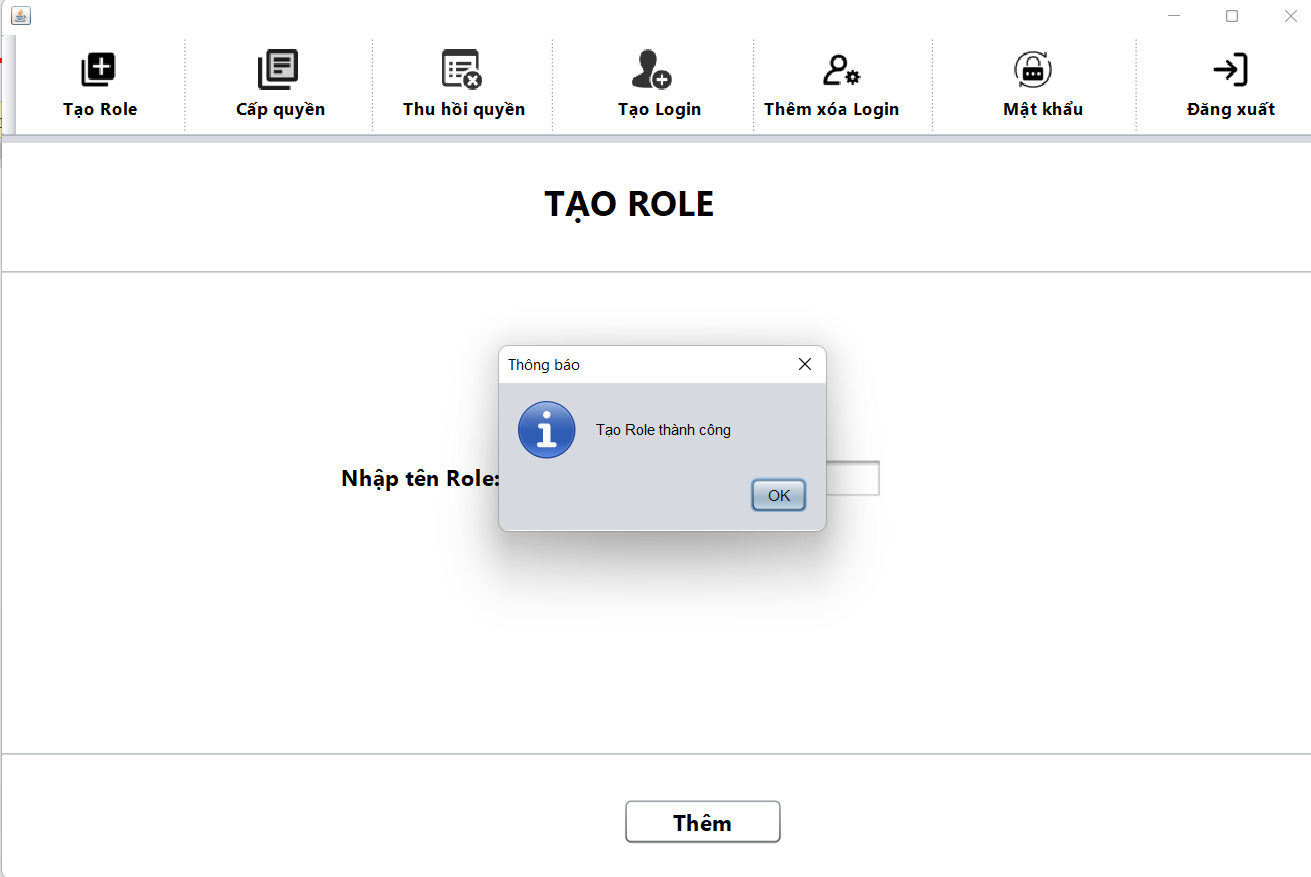 Tạo Role
Cấp quyền
Thu hồi quyền
Tạo Login
Thêm xóa Login
Mật khẩu
Đăng xuất
TẠO ROLE
Thông báo
Tạo Role thành công
Nhập tên Role:
OK
Thêm